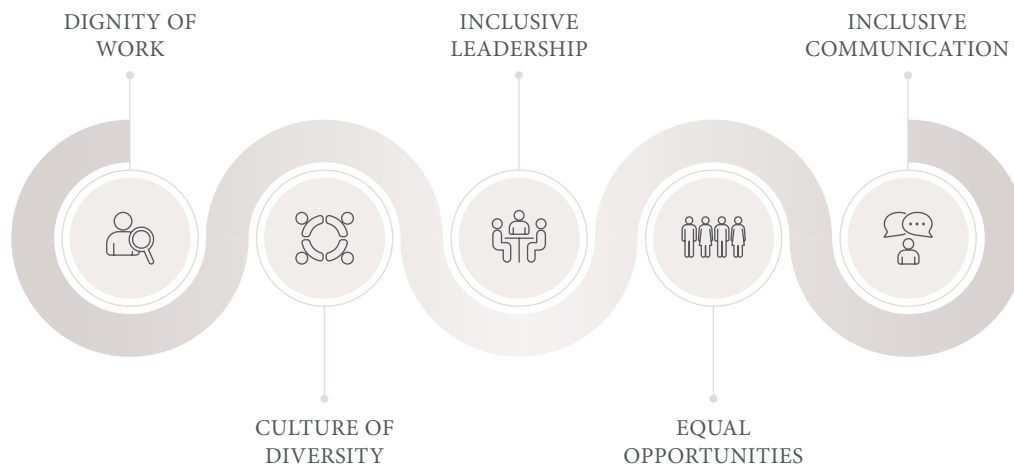 DIGNITY OF
WORK
INCLUSIVE
LEADERSHIP
INCLUSIVE
COMMUNICATION
CULTURE OF
DIVERSITY
EQUAL
OPPORTUNITIES